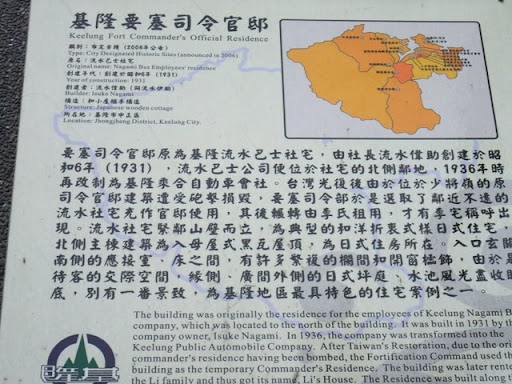 基隆要塞司令官邸
Keelung Fort Commander's Official Residence
類別：市定古蹟（2006年公告）
Type: City Designated Historic Sites (announced in 2006)
原名：流水巴士社宅
Original name: Nagami Bus Employees' residence
創建年代：創建於昭和6年（1931）
Year of construction: 1931
創建者：流水偉助（與流水伊助）
Builder: Isuke Nagami
構造：和小屋組木構造
Structure: Japanese wooden cottage
所在地：基隆市中正區
Location: Jhongjheng District, Keelung City.
要塞司令官邸原為基隆流水巴士社宅，由社長流水偉助創建於昭
和6年（1931），流水巴士公司便位於社宅的北側鄰地，1936年時
再改制為基隆乘合自動車會社。台灣光復後由於位於少將嶺的原
司令官邸建築遭受砲擊損毀，要塞司令部於是選取了鄰近不遠的
流水社宅充作官邸使用，其後輾轉由李氏租用，才有李宅稱呼出
現。流水社宅緊鄰山壁而立，為典型的和洋折衷式樣日式住宅，
北側主棟建築為入母屋式黑瓦屋頂，為日式住房所在。入口玄關
南側的應接室、床之間，有許多繁複的欄間和開窗櫺飾，由於是
待客的交際空間，緣側、廣間外側的日式坪庭、水池風光盡收
底，別有一番景致，為基隆地區最具特色的住宅案例之一。
The building was originally the residence for the employees of Keelung Nagami B
company, which was located to the north of the building. It was built in 1931 by th
company owner, Isuke Nagami. In 1936, the company was transformed into the
Keelung Public Automobile Company. After Taiwan's Restoration, due to the ori
commander's residence having been bombed, the Fortification Command used th
building as the temporary Commander's Residence. The building was later rente
the Li family and thus got its name, Li's House. The Residence was built along t